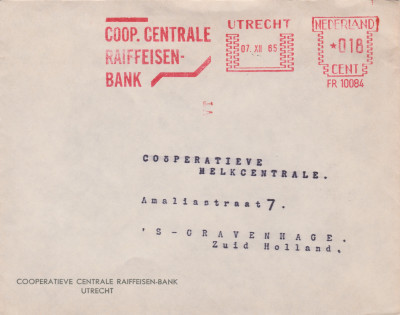 COOP. CENTRALE
RAIFFEISEN-
BANK
UTRECHT
07. XII 65
NEDERLAND
*018
CENT
FR 10084
COÖPERATIEVE
MELKCENTRALE.
Amaliastraat 7.
'S-GRAVENHAGE.
Zuid Holland.
COOPERATIEVE CENTRALE RAIFFEISEN-BANK
UTRECHT